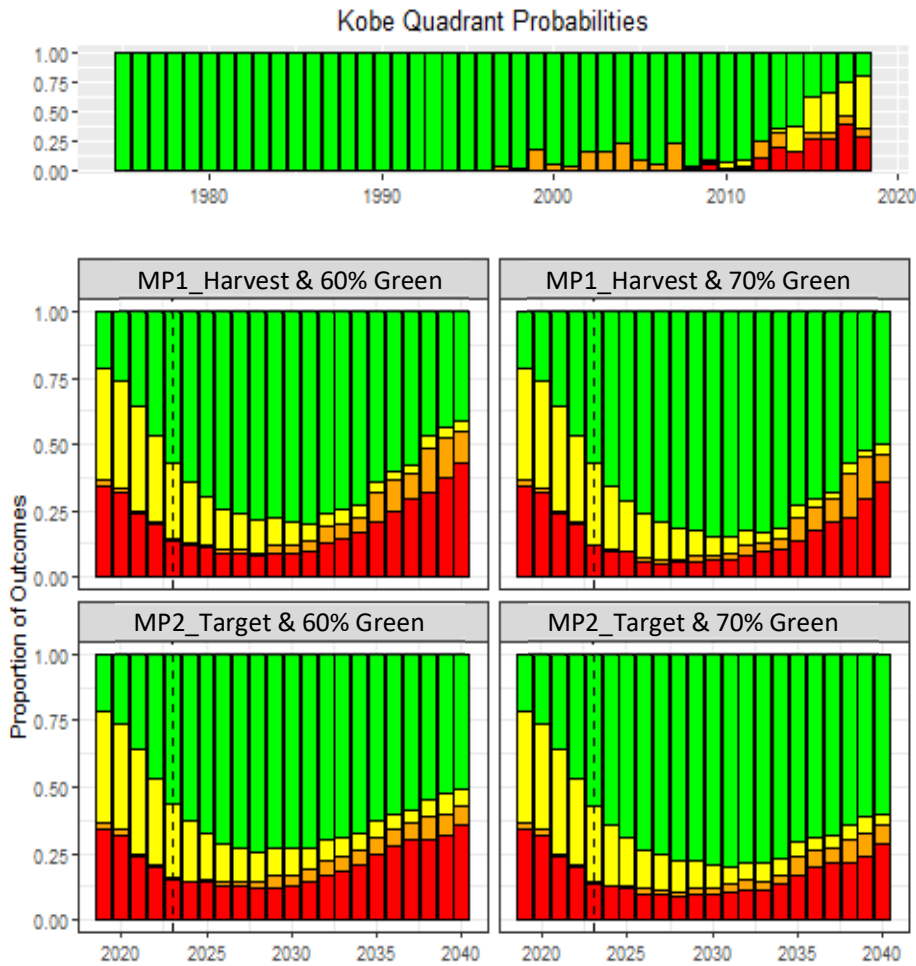 Kobe Quadrant Probabilities
1.00
0.75
0.50
0.25
0.00
1980 1990 2000 2010 2020
MP1_Harvest & 60% Green
MP1_Harvest & 70% Green
1.00
0.75
0.50
0.25
0.00
Proportion of Outcomes
MP2_Target & 60% Green
MP2_Target & 70% Green
1.00
0.75
0.50
0.25
0.00
2020 2025 2030 2035 2040
2020 2025 2030 2035 2040